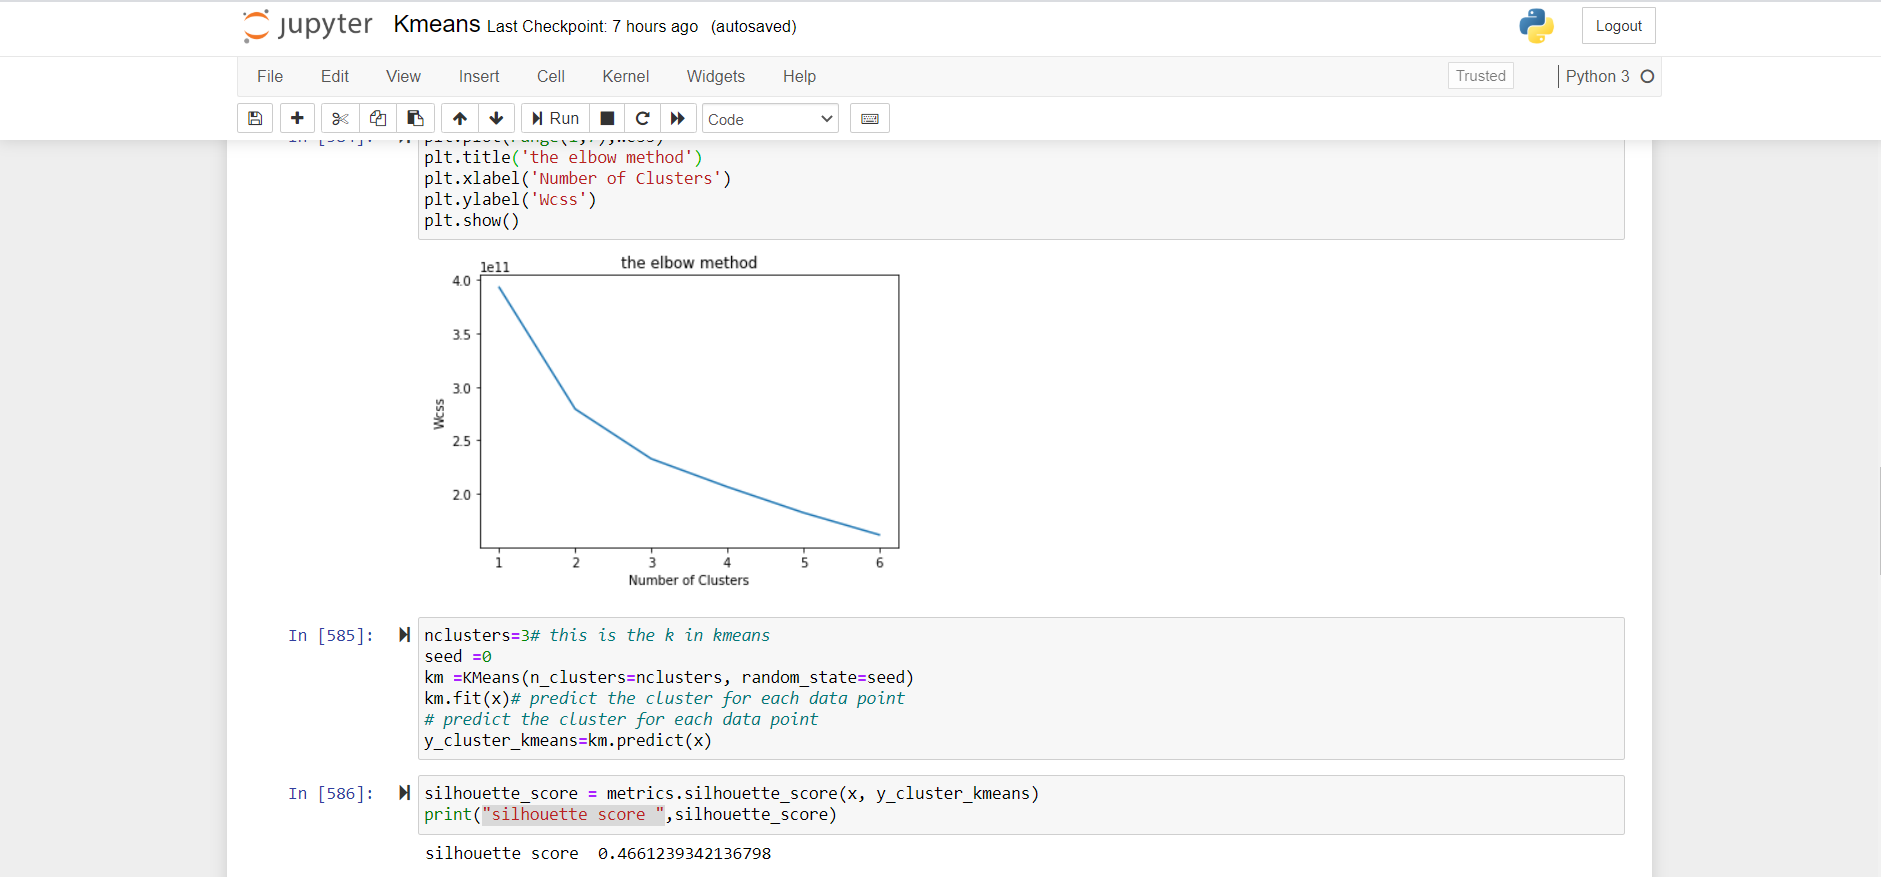 jupyter Kmeans Last Checkpoint: 7 hours ago (autosaved)
Logout
File Edit View Insert Cell Kernel Widgets Help
Trusted
Python 3
Run
Code
plt.title('the elbow method')
plt.xlabel('Number of Clusters')
plt.ylabel('Wcss')
plt.show()
the elbow method
1e11
4.0
3.5
3.0
2.5
2.0
Wcss
1 2 3 4 5 6
Number of Clusters
In [585]:
nclusters=3# this is the k in kmeans
seed =0
km =KMeans(n_clusters=nclusters, random_state=seed)
km.fit(x)# predict the cluster for each data point
# predict the cluster for each data point
y_cluster_kmeans=km.predict(x)
In [586]:
silhouette_score = metrics.silhouette_score(x, y_cluster_kmeans)
print("silhouette score ",silhouette_score)
silhouette score  0.4661239342136798